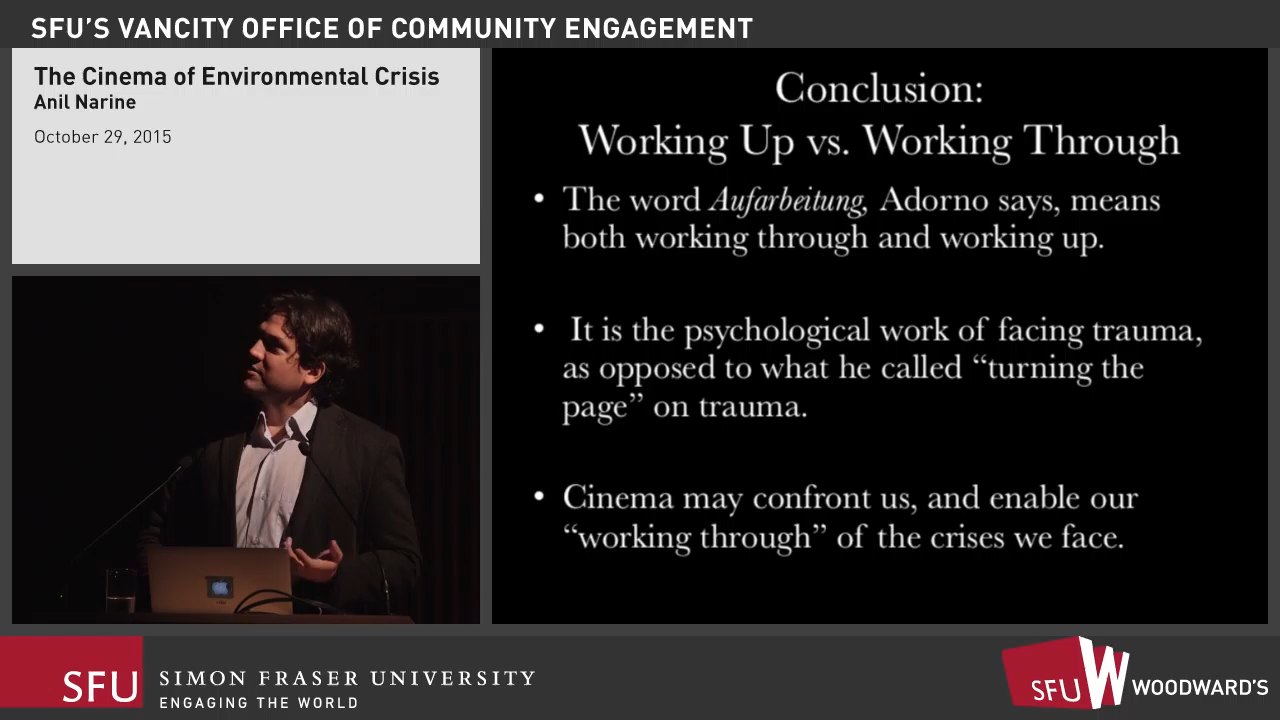 SFU'S VANCITY OFFICE OF COMMUNITY ENGAGEMENT
The Cinema of Environmental Crisis
Anil Narine
October 29, 2015
Conclusion:
Working Up vs. Working Through
• The word Aufarbeitung, Adorno says, means
both working through and working up.
• It is the psychological work of facing trauma,
as opposed to what he called “turning the
page” on trauma.
• Cinema may confront us, and enable our
“working through” of the crises we face.
SFU
SIMON FRASER UNIVERSITY
ENGAGING THE WORLD
SFU W WOODWARD'S